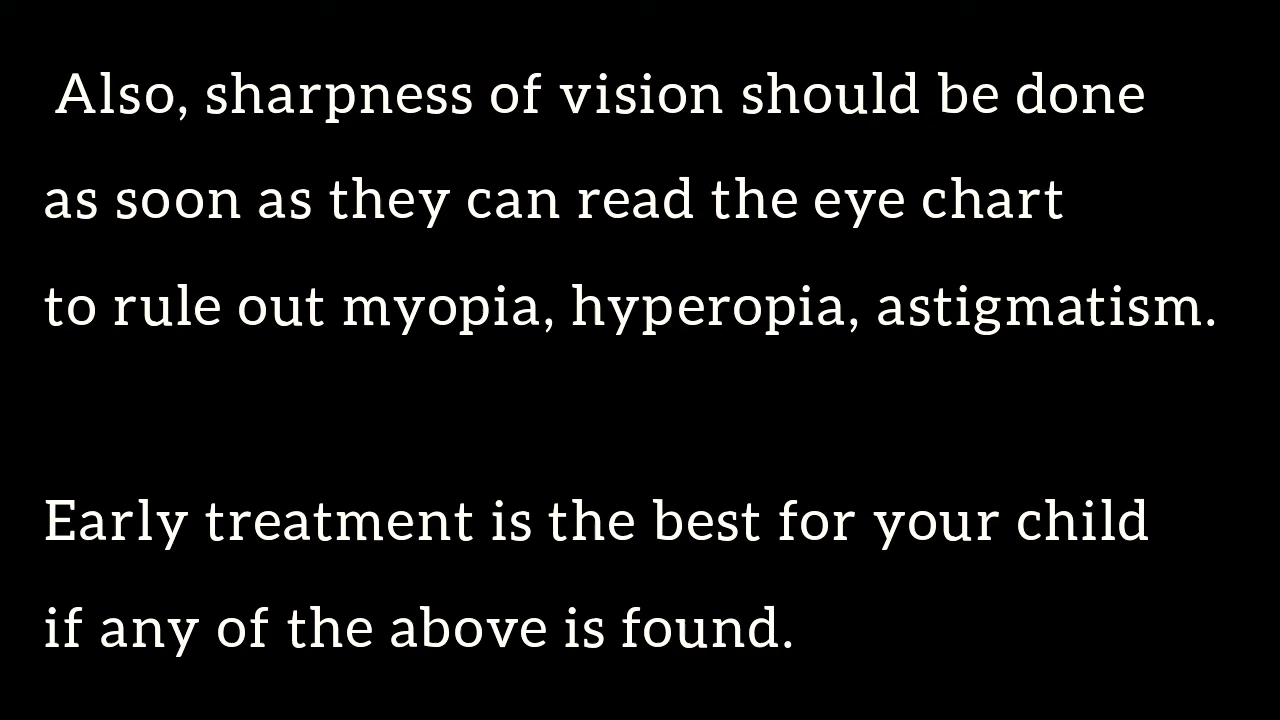 Also, sharpness of vision should be done
as soon as they can read the eye chart
to rule out myopia, hyperopia, astigmatism.
Early treatment is the best for your child
if any of the above is found.